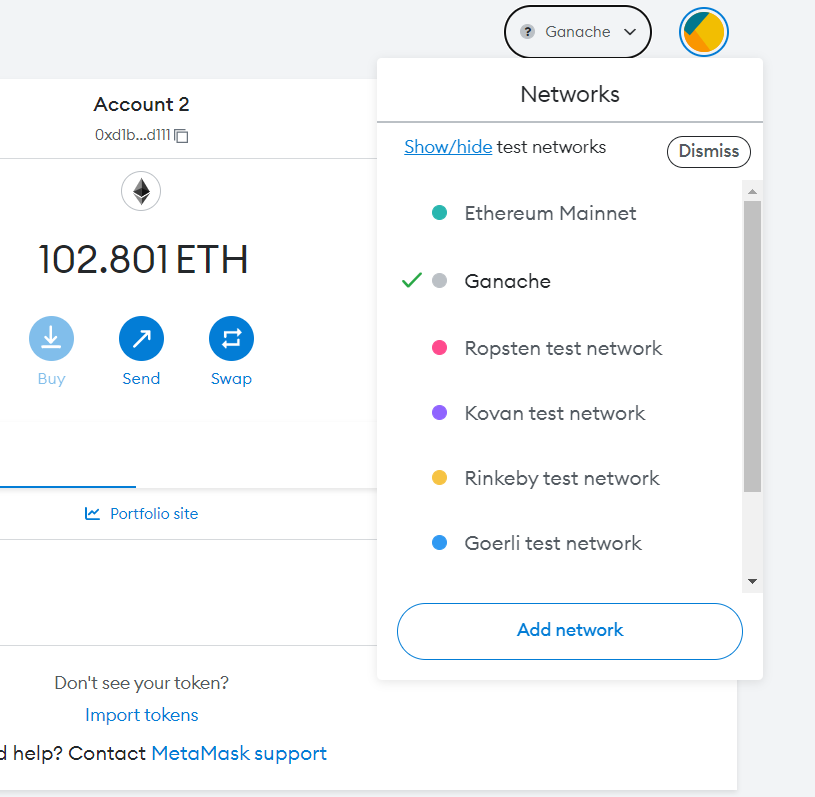 Ganache
Account 2
0xd1b...d111
102.801 ETH
Buy
Send
Swap
Portfolio site
Don't see your token?
Import tokens
help? Contact MetaMask support
Networks
Show/hide test networks
Dismiss
Ethereum Mainnet
Ganache
Ropsten test network
Kovan test network
Rinkeby test network
Goerli test network
Add network